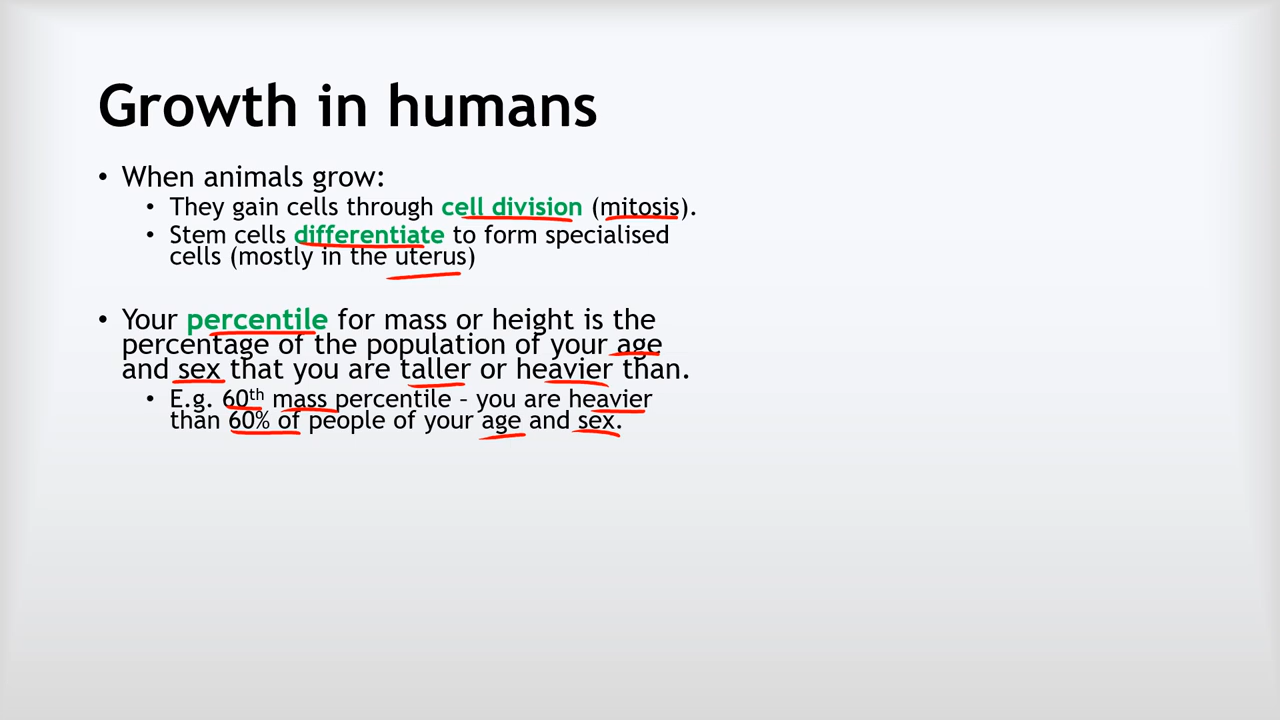 Growth in humans
• When animals grow:
• They gain cells through cell division (mitosis).
• Stem cells differentiate to form specialised
cells (mostly in the uterus)
• Your percentile for mass or height is the
percentage of the population of your age
and sex that you are taller or heavier than.
• E.g. 60th mass percentile – you are heavier
than 60% of people of your age and sex.